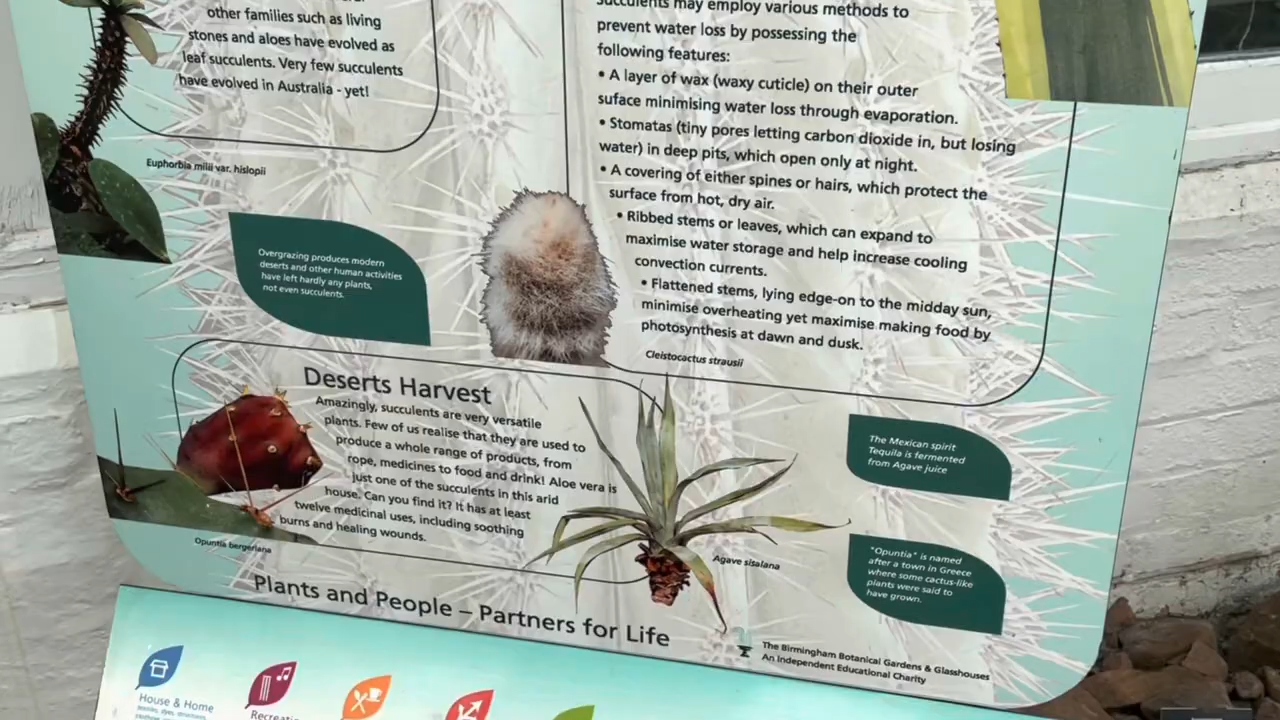 other families such as living
stones and aloes have evolved as
leaf succulents. Very few succulents
have evolved in Australia - yet!
Euphorbia milii var. hislopii
Overgrazing produces modern
deserts and other human activities
have left hardly any plants,
not even succulents.
succulents may employ various methods to
prevent water loss by possessing the
following features:
• A layer of wax (waxy cuticle) on their outer
suface minimising water loss through evaporation.
• Stomatas (tiny pores letting carbon dioxide in, but losing
water) in deep pits, which open only at night.
• A covering of either spines or hairs, which protect the
surface from hot, dry air.
• Ribbed stems or leaves, which can expand to
maximise water storage and help increase cooling
convection currents.
• Flattened stems, lying edge-on to the midday sun,
minimise overheating yet maximise making food by
photosynthesis at dawn and dusk.
Cleistocactus strausii
Deserts Harvest
Amazingly, succulents are very versatile
plants. Few of us realise that they are used to
produce a whole range of products, from
rope, medicines to food and drink! Aloe vera is
just one of the succulents in this arid
house. Can you find it? It has at least
twelve medicinal uses, including soothing
burns and healing wounds.
Opuntia bergeriana
Agave sisalana
The Mexican spirit
Tequila is fermented
from Agave juice
"Opuntia" is named
after a town in Greece
where some cactus-like
plants were said to
have grown.
Plants and People – Partners for Life
The Birmingham Botanical Gardens & Glasshouses
An Independent Educational Charity
House & Home